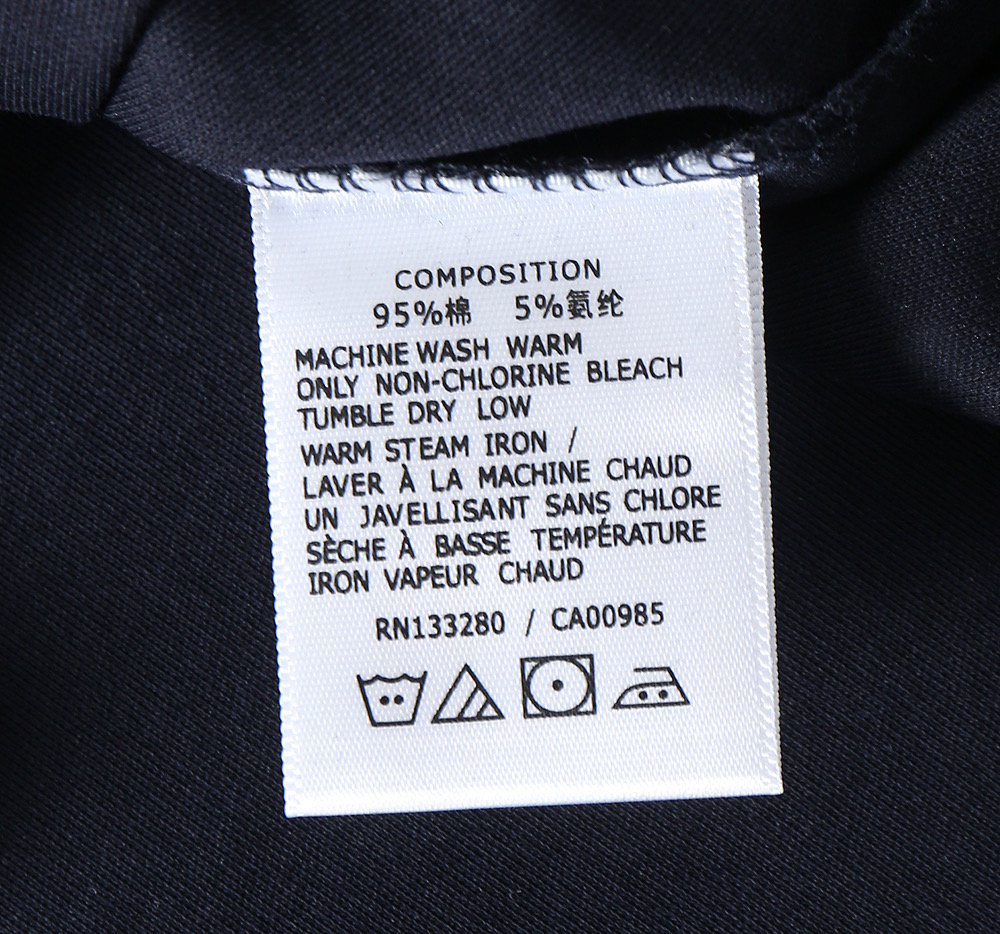 COMPOSITION
95%棉 5%氨纶
MACHINE WASH WARM
ONLY NON-CHLORINE BLEACH
TUMBLE DRY LOW
WARM STEAM IRON /
LAVER À LA MACHINE CHAUD
UN JAVELLISANT SANS CHLORE
SÈCHE À BASSE TEMPÉRATURE
IRON VAPEUR CHAUD
RN133280 / CA00985